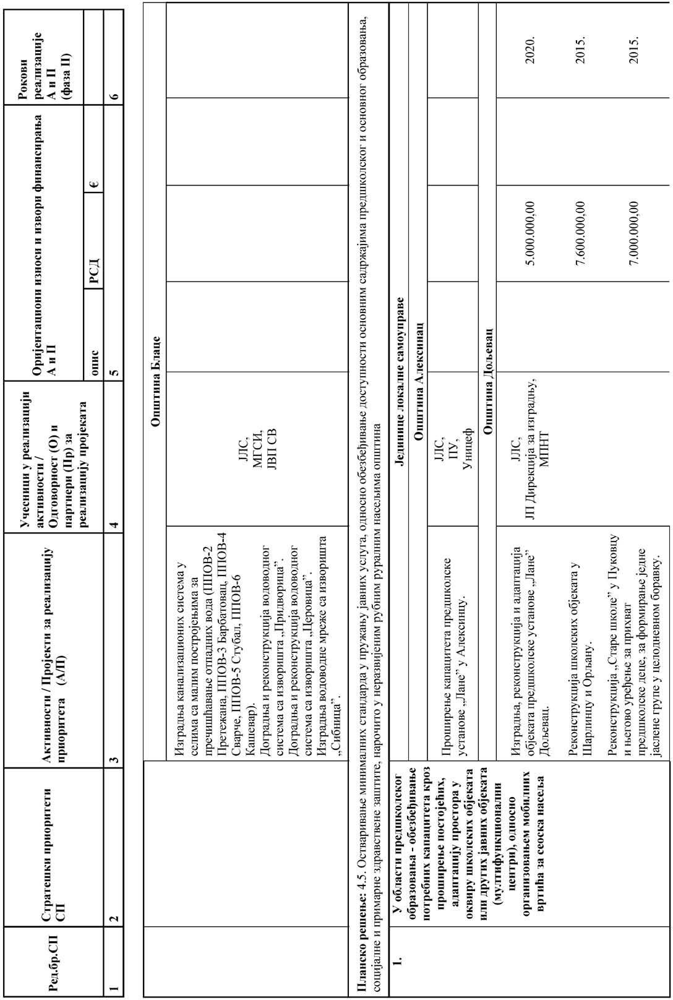 Ред.бр.СП
Стратешки приоритети
СП
Активности / Пројекти за реализацију
приоритета (А/П)
Учесници у реализацији
активности /
Одговорност (О) и
партнери (Пр) за
реализацију пројеката
Оријентациони износи и извори финансирања
А и П
опис
РСД
€
Рокови
реализације
А и П
(фаза II)
1
2
3
4
5
6
Општина Блаце
Изградња канализационих система у
селима са малим постројењима за
пречишћавање отпадних вода (ППОВ-2
Претежана, ППОВ-3 Барбатовац, ППОВ-4
Сварче, ППОВ-5 Стубал, ППОВ-6
Кашевар).
Доградња и реконструкција водоводног
система са изворишта „Придворица”.
Доградња и реконструкција водоводног
система са изворишта „Церовица”.
Изградња водоводне мреже са изворишта
„Сибница”.
ЈЛС,
МГСИ,
ЈВП СВ
Планско решење: 4.5. Остваривање минималних стандарда у пружању јавних услуга, односно обезбеђивање доступности основним садржајима предшколског и основног образовања,
социјалне и примарне здравствене заштите, нарочито у неразвијеним рубним руралним насељима општина
1.
У области предшколског
образовања - обезбеђивање
потребних капацитета кроз
проширење постојећих,
адаптацију простора у
оквиру школских објеката
или других јавних објеката
(мултифункционални
центри), односно
организовањем мобилних
вртића за сеоска насеља
Јединице локалне самоуправе
Општина Алексинац
Проширење капацитета предшколске
установе „Лане” у Алексинцу.
ЈЛС,
ПУ,
Уницеф
Општина Дољевац
Изградња, реконструкција и адаптација
објеката предшколске установе „Лане”
Дољевац.
ЈЛС,
ЈП Дирекција за изградњу,
МПНТ
5.000.000,00
2020.
Реконструкција школских објеката у
Шарлинцу и Орљану.
7.600.000,00
2015.
Реконструкција „Старе школе” у Пуковцу
и његово уређење за прихват
предшколске деце, за формирање једне
јаслене групе у целодневном боравку.
7.000.000,00
2015.